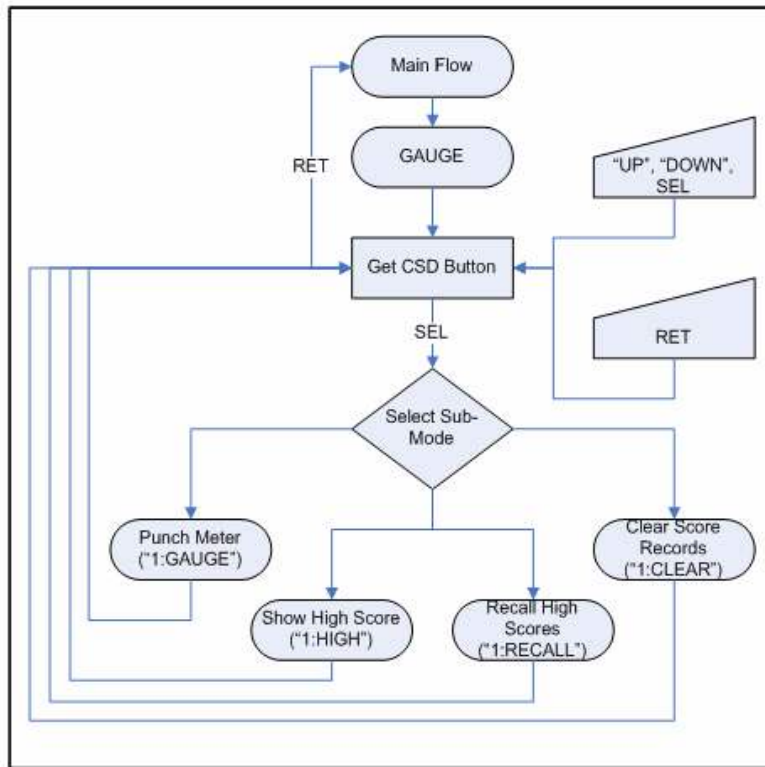 Main Flow
GAUGE
RET
“UP”, “DOWN”,
SEL
Get CSD Button
SEL
RET
Select Sub-
Mode
Punch Meter
(“1:GAUGE”)
Show High Score
(“1:HIGH”)
Recall High
Scores
(“1:RECALL”)
Clear Score
Records
(“1:CLEAR”)